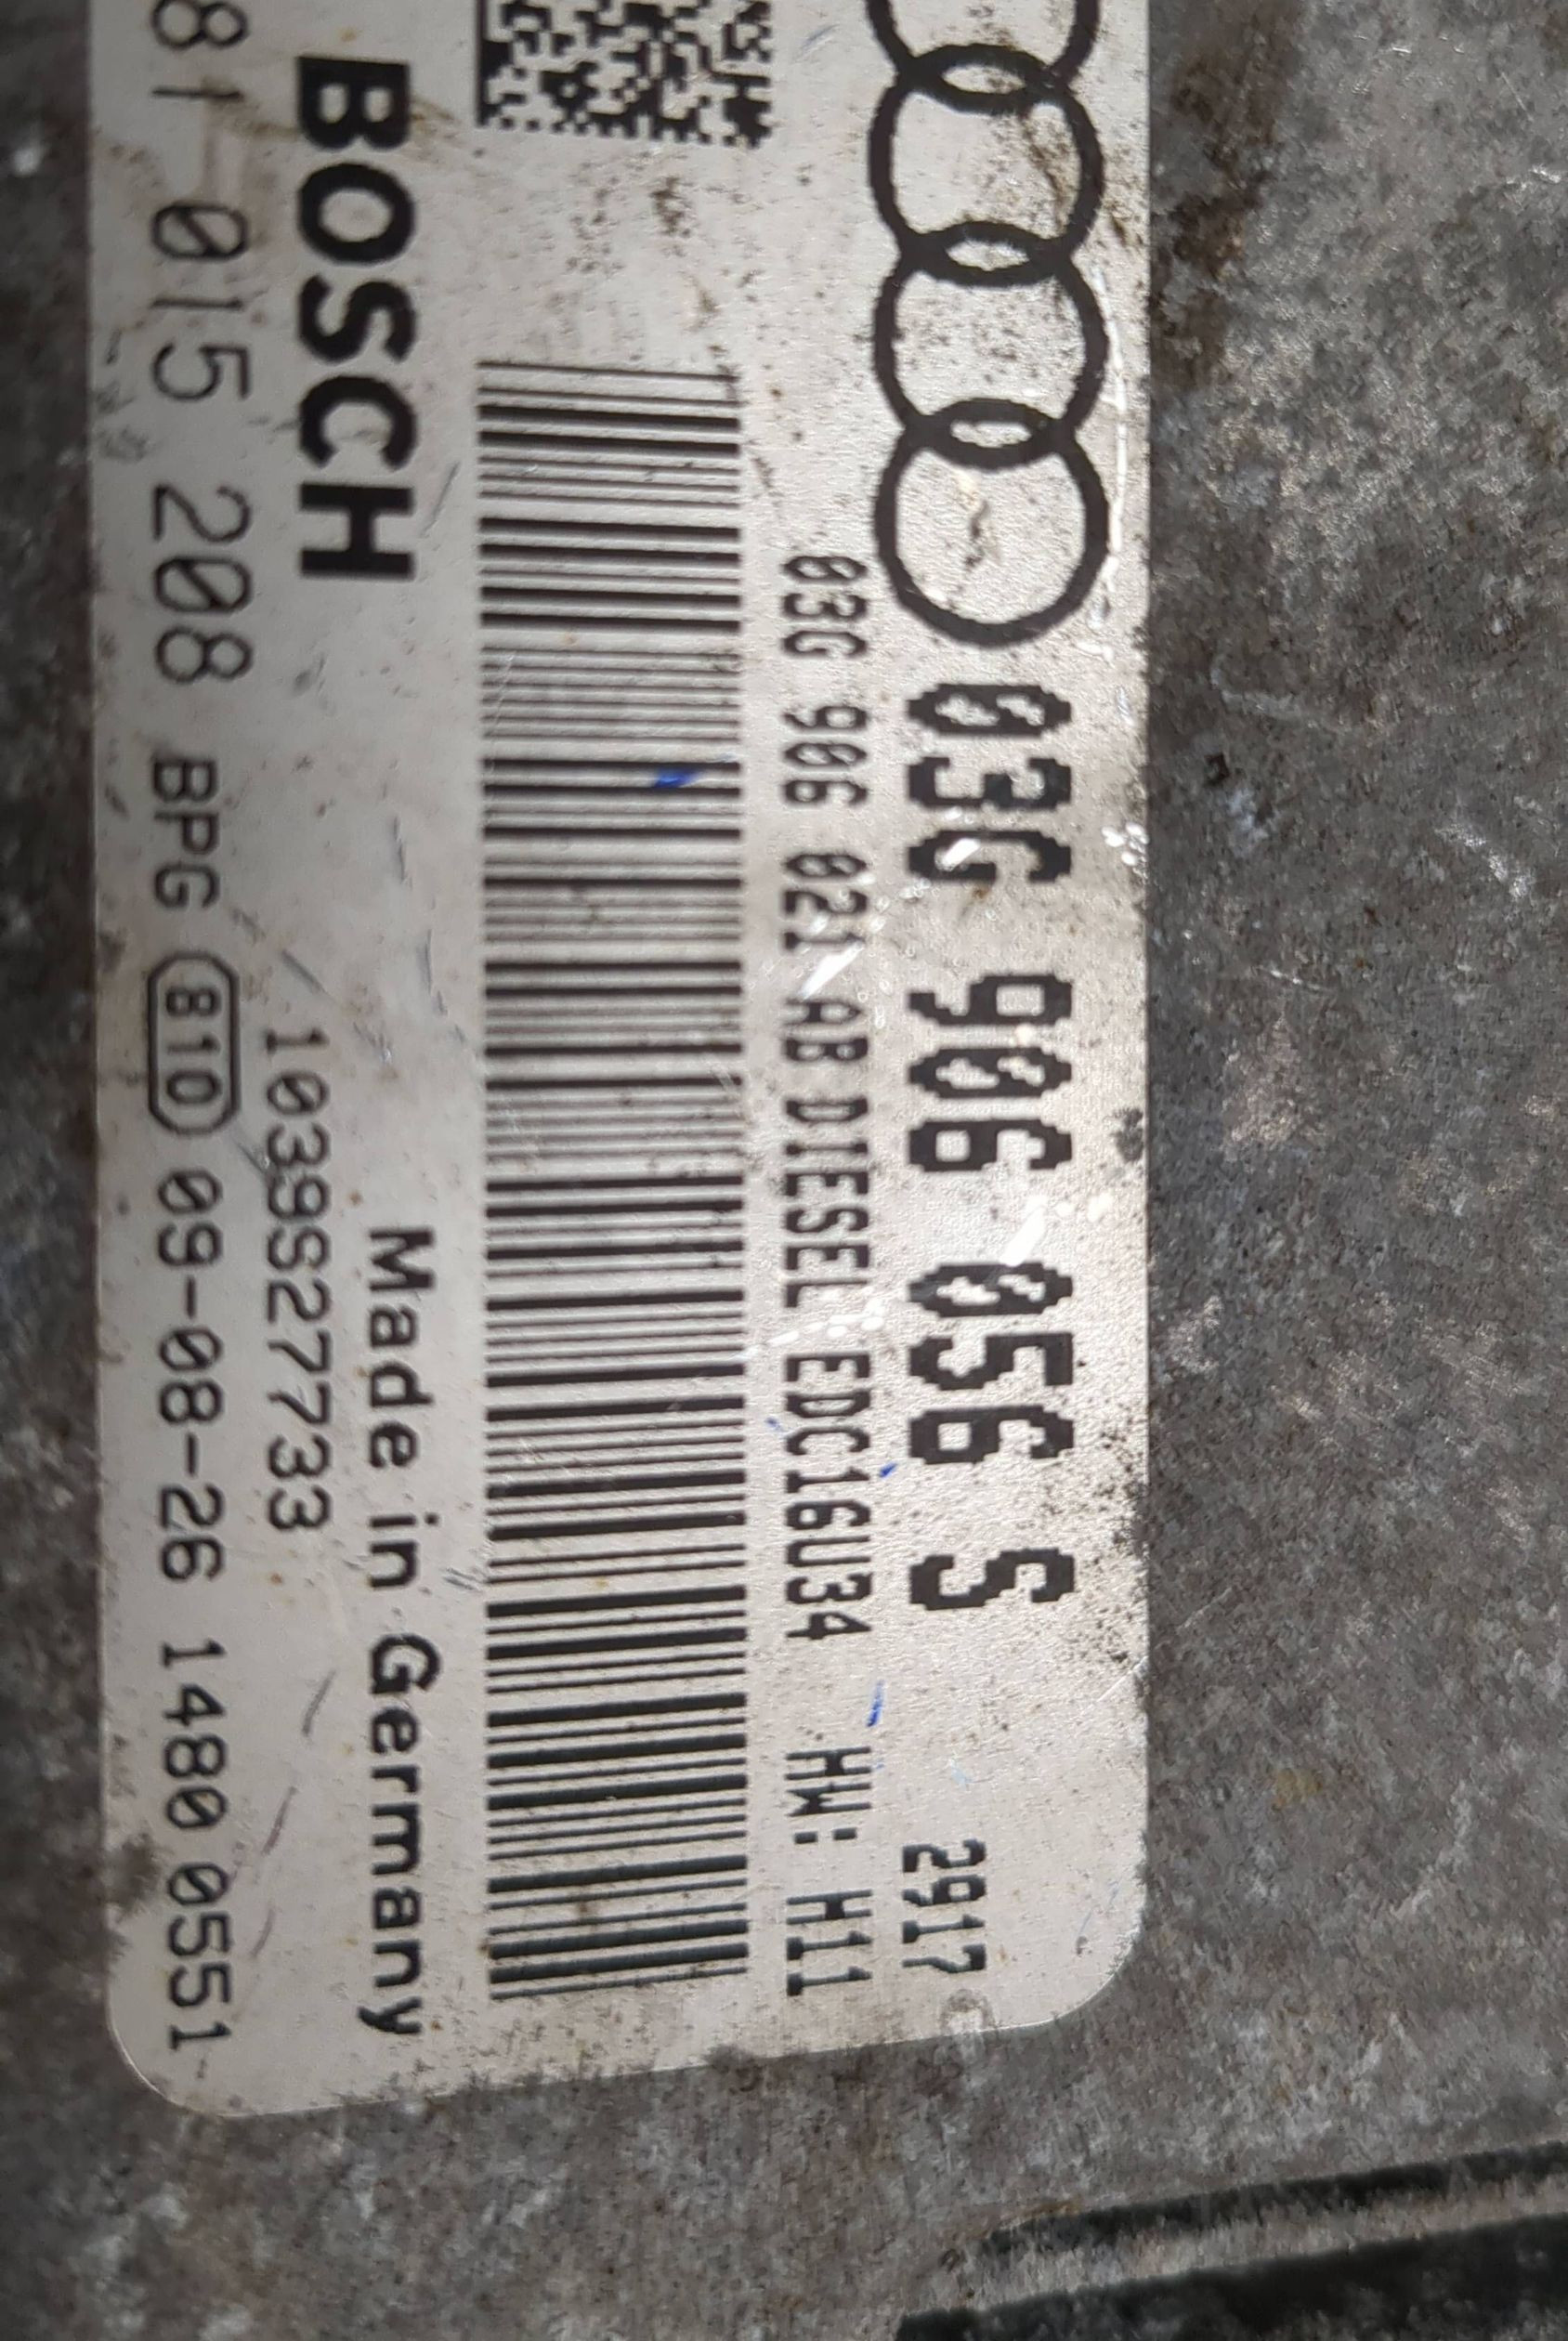 03G 906 056 S
2917
03G 906 021 AB DIESEL EDC16U34 HW: H11
BOSCH
Made in Germany
1039S27733
81 015 208 BPG 810 09-08-26 1480 0551